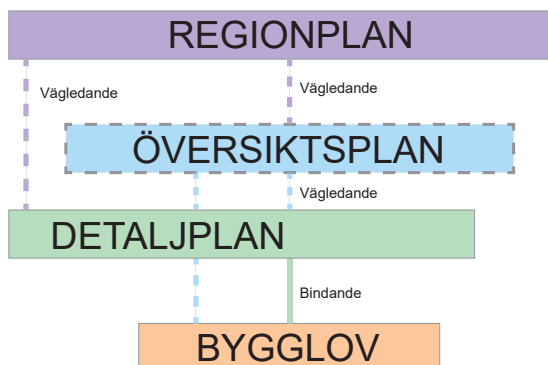 REGIONPLAN
Vägledande
Vägledande
ÖVERSIKTSPLAN
Vägledande
DETALJPLAN
Bindande
BYGGLOV